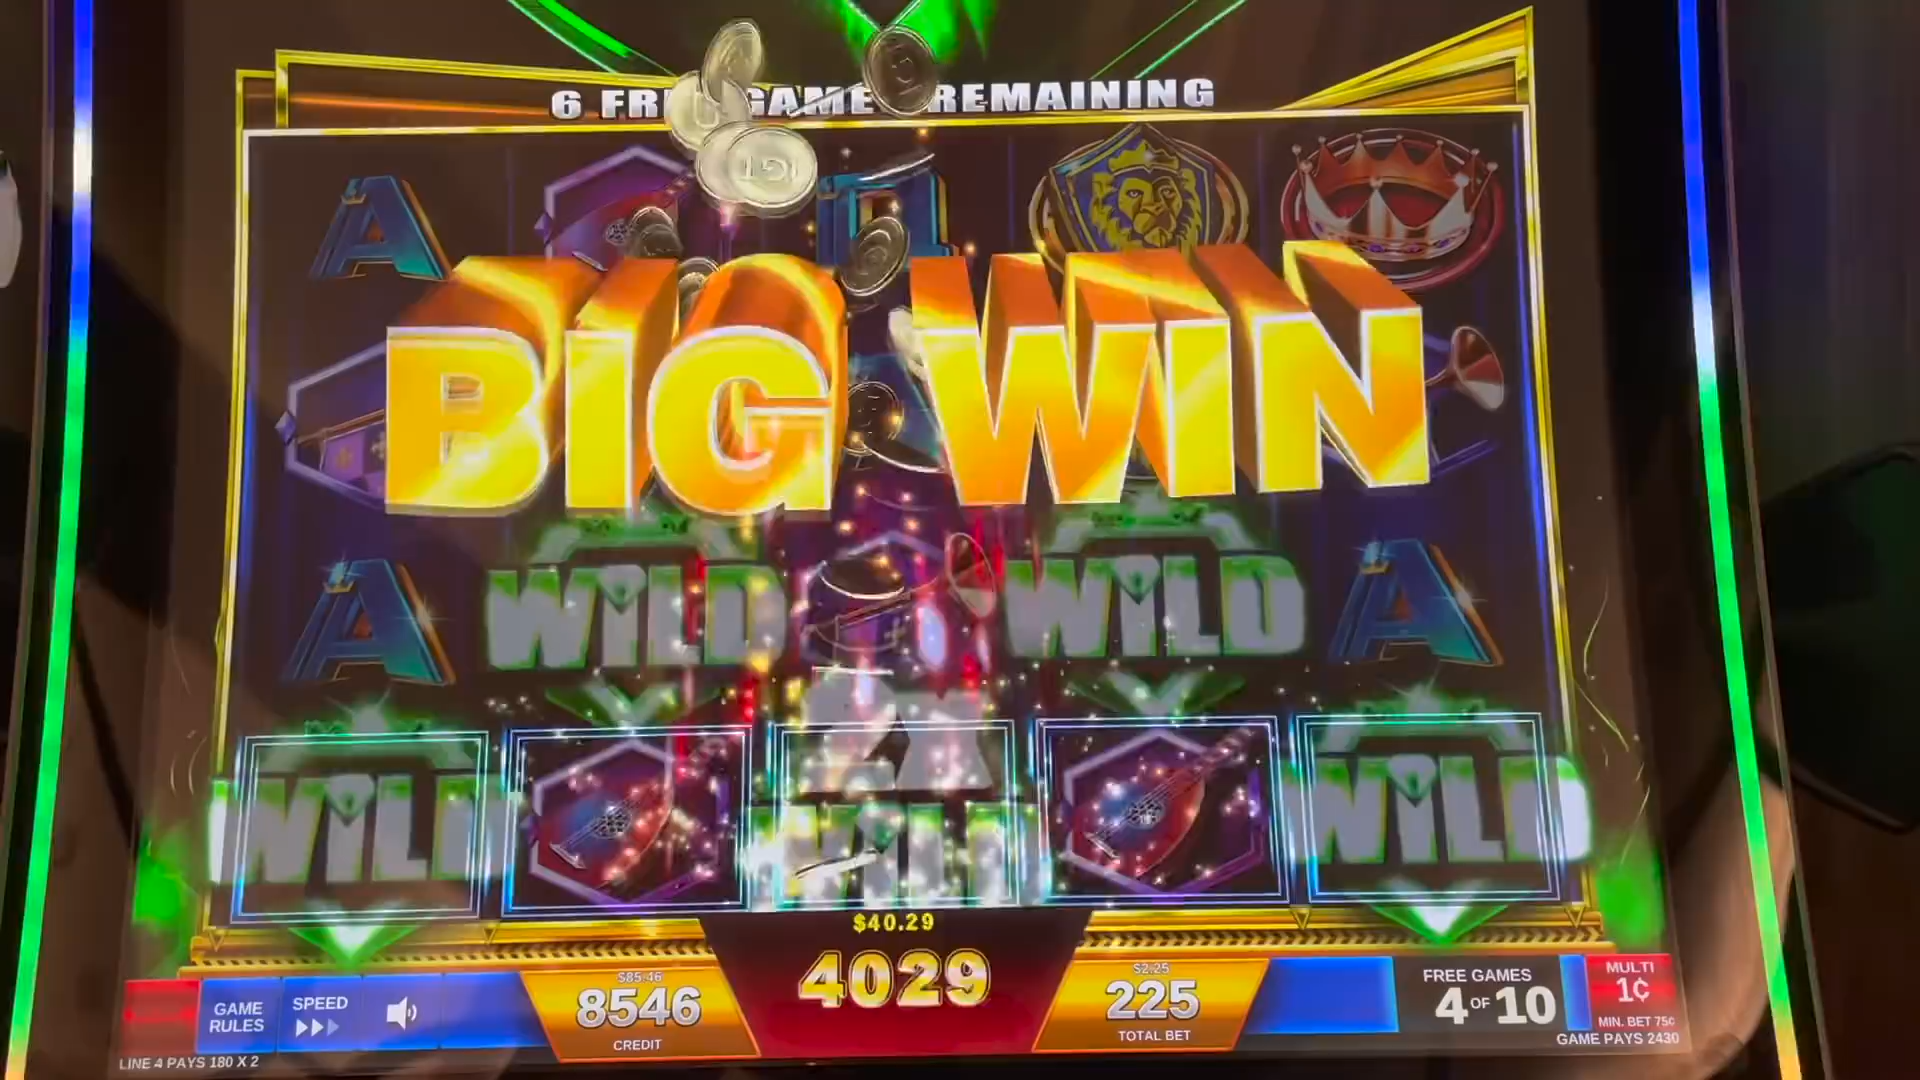 6 FREE GAMES REMAINING
A
BIG WIN
A
WILD
WILD
A
2X
WILD
WILD
WILD
$40.29
4029
GAME
RULES
SPEED
$85.46
8546
CREDIT
$2.25
225
TOTAL BET
FREE GAMES
4 OF 10
MULTI
1¢
MIN. BET 75¢
GAME PAYS 2430
LINE 4 PAYS 180 X 2